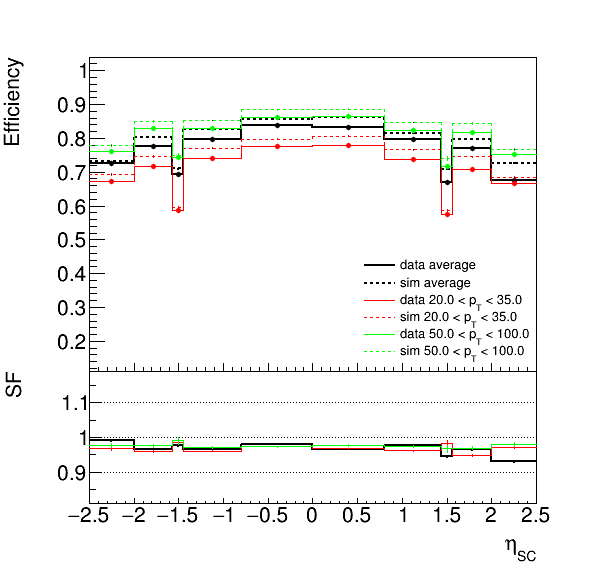 Efficiency
1
0.9
0.8
0.7
0.6
0.5
0.4
0.3
0.2
data average
sim average
data 20.0 < p_T < 35.0
sim 20.0 < p_T < 35.0
data 50.0 < p_T < 100.0
sim 50.0 < p_T < 100.0
SF
1.1
1
0.9
−2.5 −2 −1.5 −1 −0.5 0 0.5 1 1.5 2 2.5
η_SC